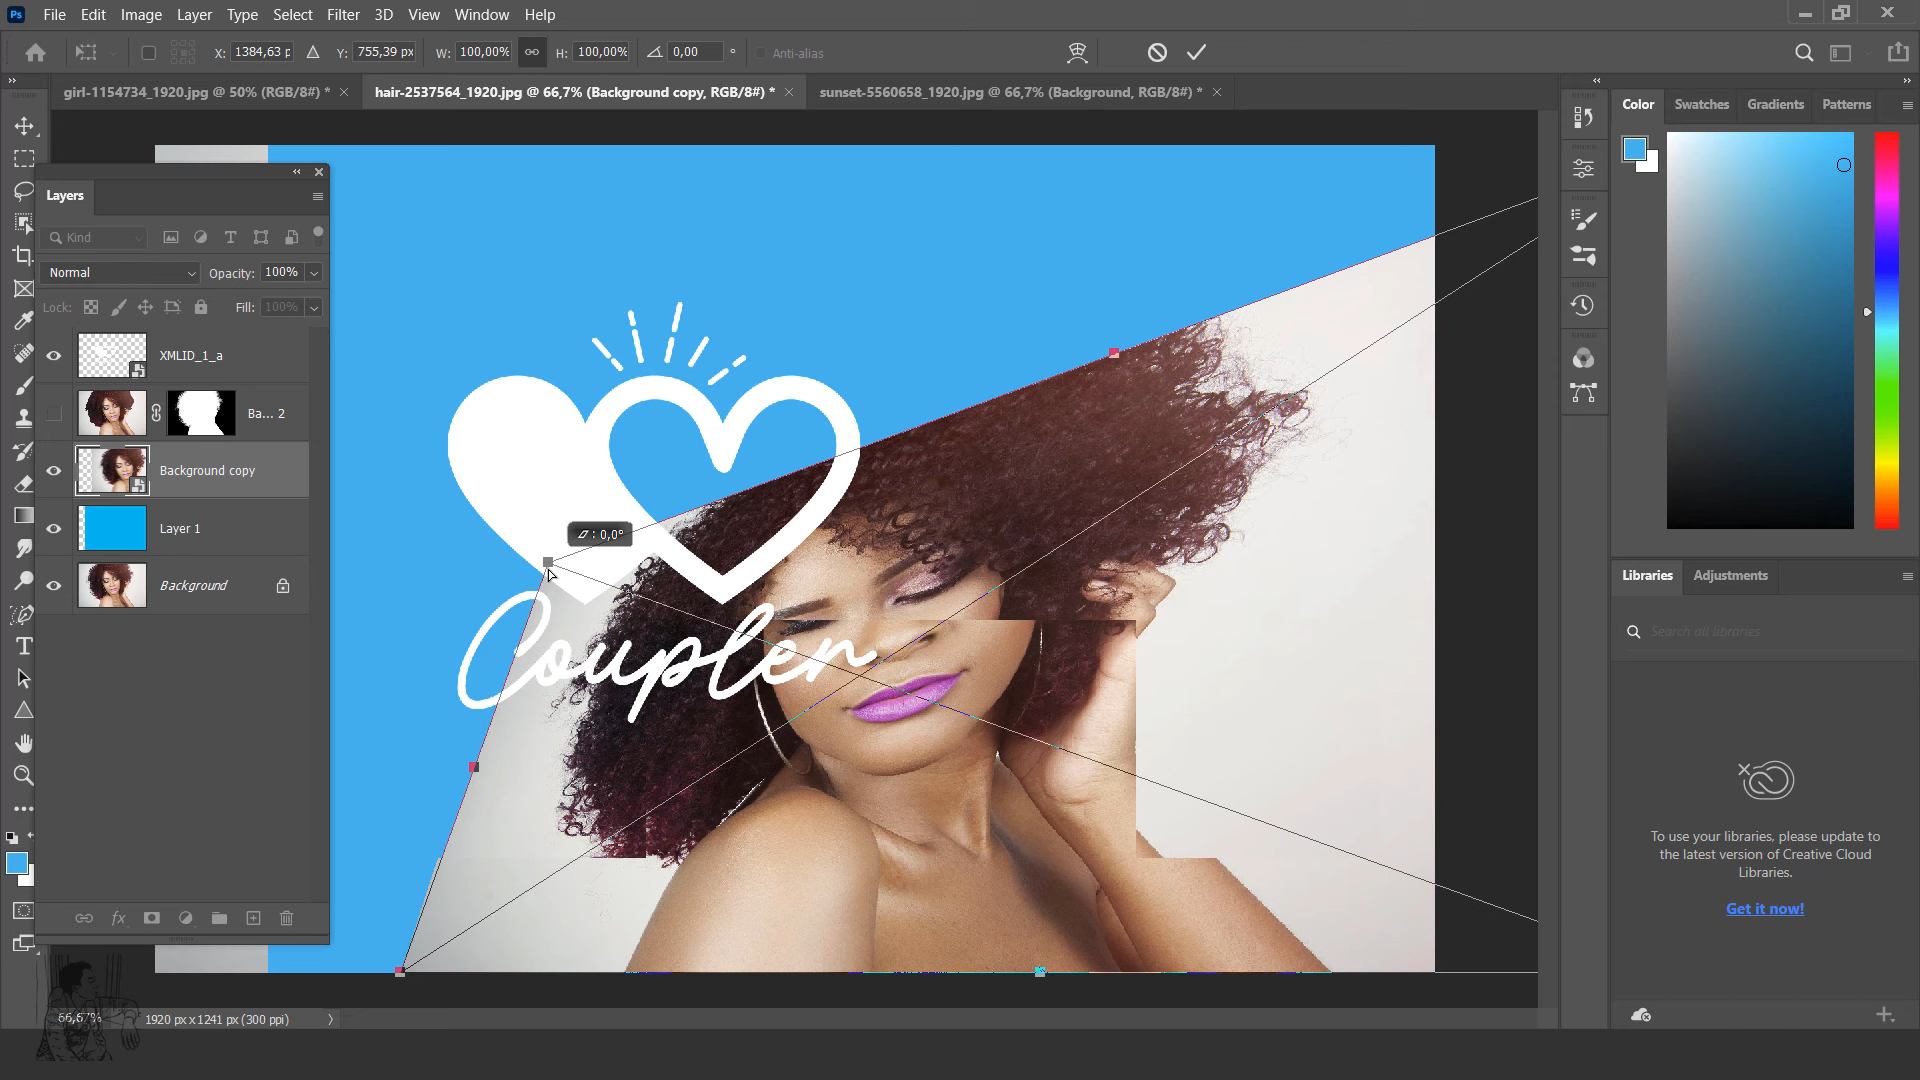 Ps File Edit Image Layer Type Select Filter 3D View Window Help
X: 1384,63 p Y: 755,39 px W: 100,00% H: 100,00% 0,00 ° Anti-alias
girl-1154734_1920.jpg @ 50% (RGB/8#) *
hair-2537564_1920.jpg @ 66,7% (Background copy, RGB/8#) *
sunset-5560658_1920.jpg @ 66,7% (Background, RGB/8#) *
Layers
Kind
Normal Opacity: 100%
Lock: Fill: 100%
XMLID_1_a
Ba... 2
Background copy
Layer 1
Background
: 0,0°
Couplen
Color Swatches Gradients Patterns
Libraries Adjustments
Search all libraries
To use your libraries, please update to
the latest version of Creative Cloud
Libraries.
Get it now!
66,67% 1920 px x 1241 px (300 ppi)